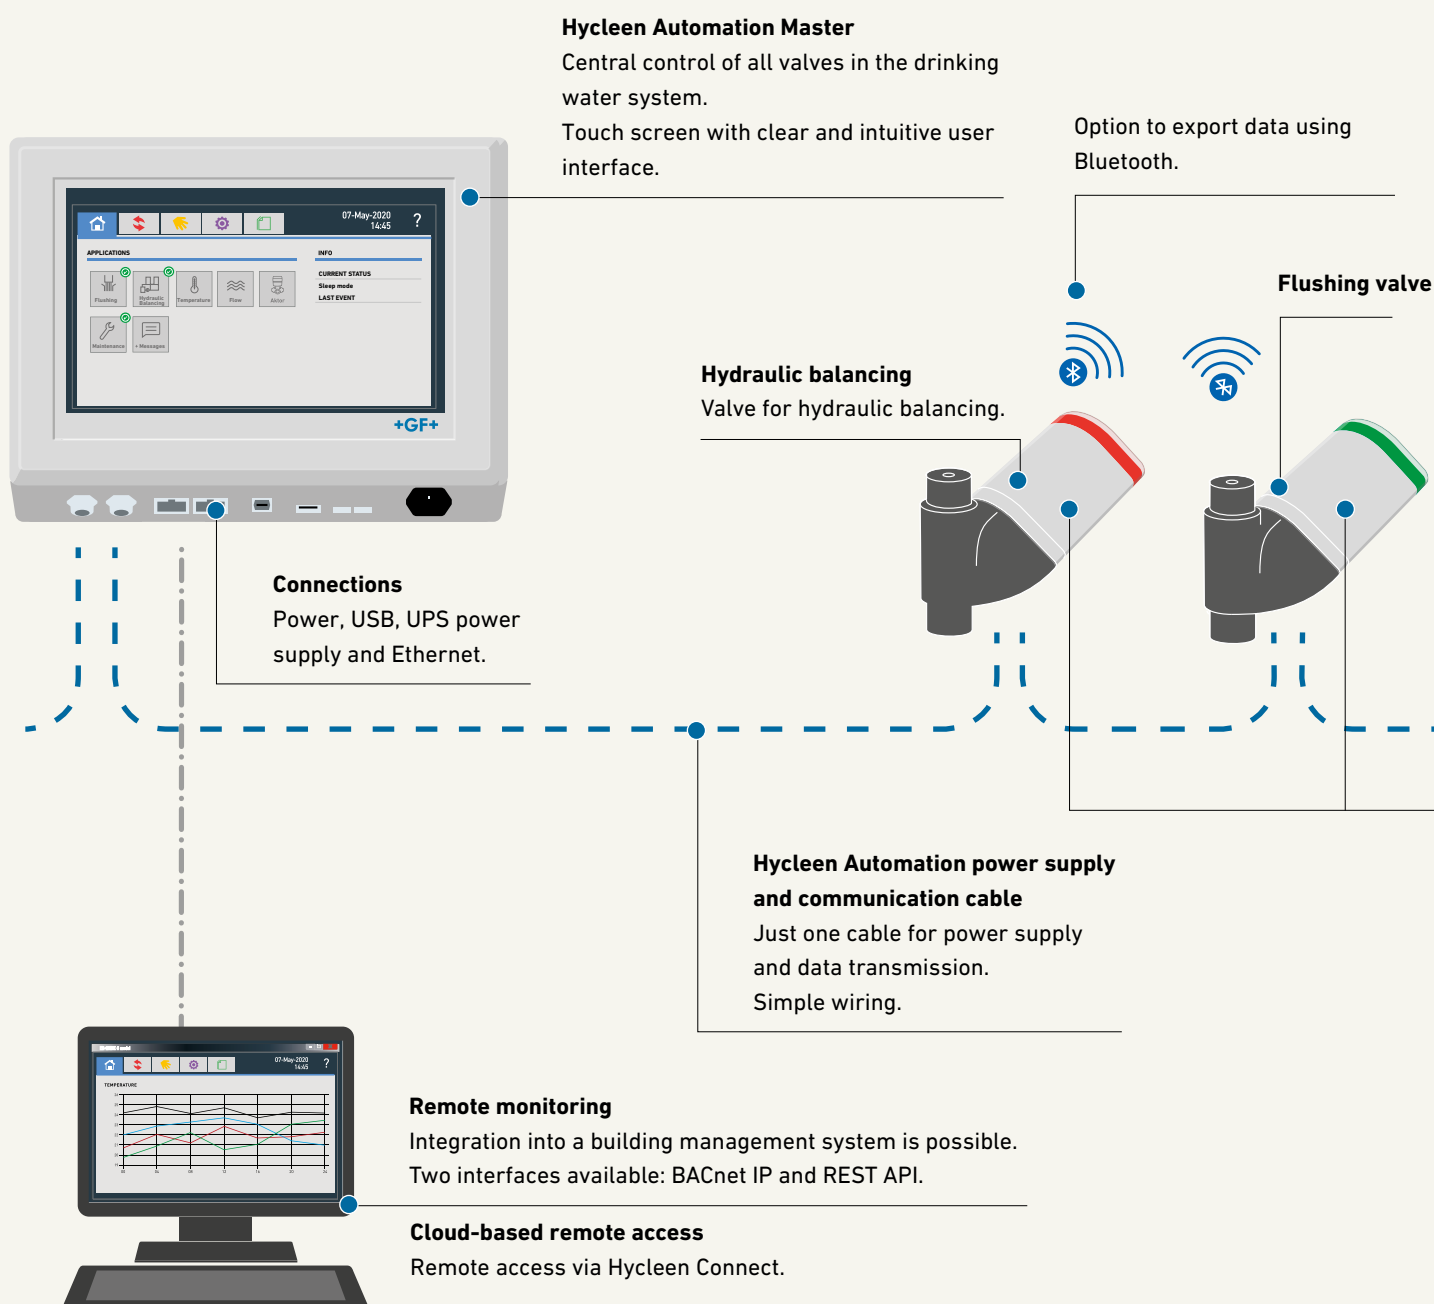 Hycleen Automation Master
Central control of all valves in the drinking
water system.
Touch screen with clear and intuitive user
interface.
Option to export data using
Bluetooth.
07-May-2020
14:45
?
APPLICATIONS
INFO
CURRENT STATUS
Sleep mode
LAST EVENT
Flushing
Hydraulic
Balancing
Temperature
Flow
Aktor
Maintenance
+ Messages
+GF+
Flushing valve
Hydraulic balancing
Valve for hydraulic balancing.
Connections
Power, USB, UPS power
supply and Ethernet.
Hycleen Automation power supply
and communication cable
Just one cable for power supply
and data transmission.
Simple wiring.
07-May-2020
14:45
?
TEMPERATURE
Remote monitoring
Integration into a building management system is possible.
Two interfaces available: BACnet IP and REST API.
Cloud-based remote access
Remote access via Hycleen Connect.